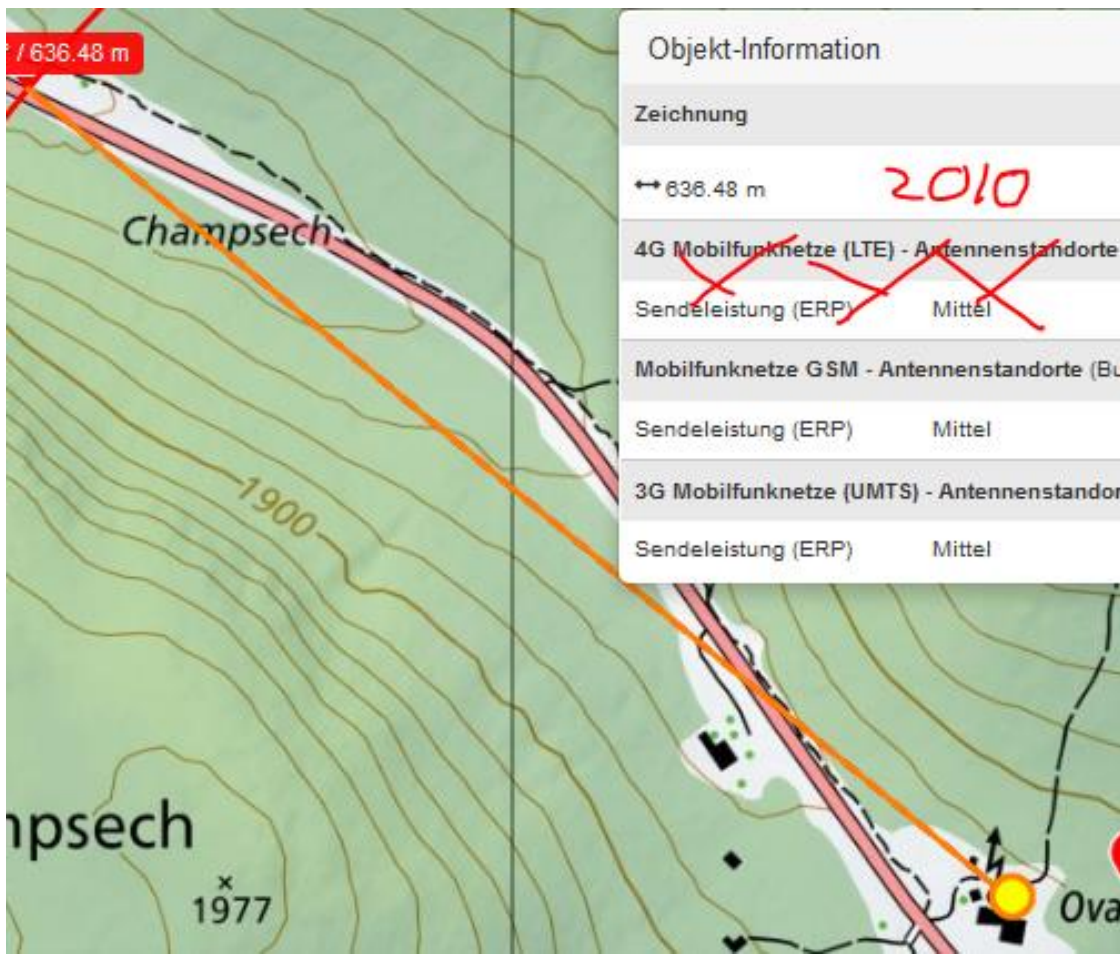 ° / 636.48 m
Objekt-Information
Zeichnung
636.48 m
2010
4G Mobilfunknetze (LTE) - Antennenstandorte
Sendeleistung (ERP) Mittel
Mobilfunknetze GSM - Antennenstandorte (Bu
Sendeleistung (ERP) Mittel
3G Mobilfunknetze (UMTS) - Antennenstandor
Sendeleistung (ERP) Mittel
Champsech
1900
mpsech
1977
Ova